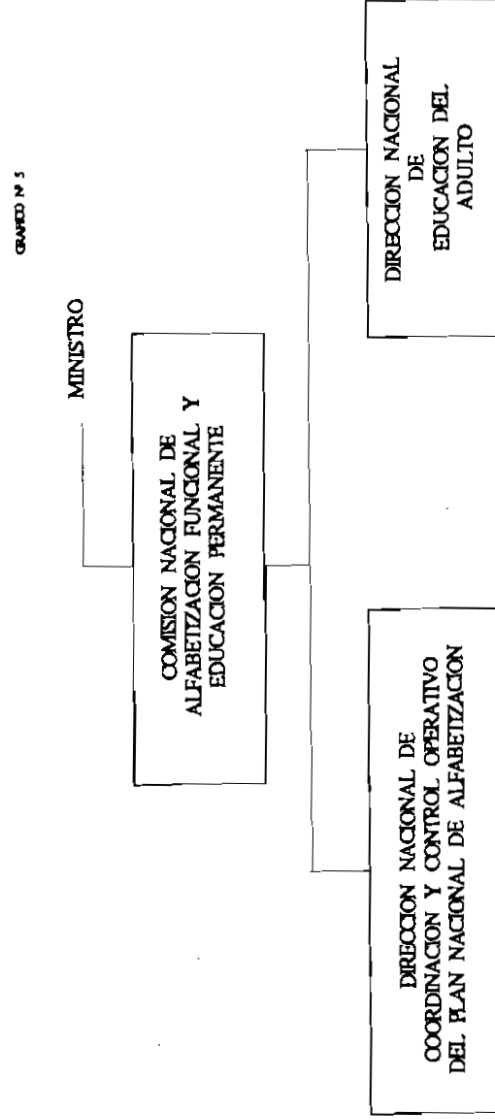 GRAFICO Nº 5
MINISTRO
COMISION NACIONAL DE
ALFABETIZACION FUNCIONAL Y
EDUCACION PERMANENTE
DIRECCION NACIONAL DE
COORDINACION Y CONTROL OPERATIVO
DEL PLAN NACIONAL DE ALFABETIZACION
DIRECCION NACIONAL
DE
EDUCACION DEL
ADULTO